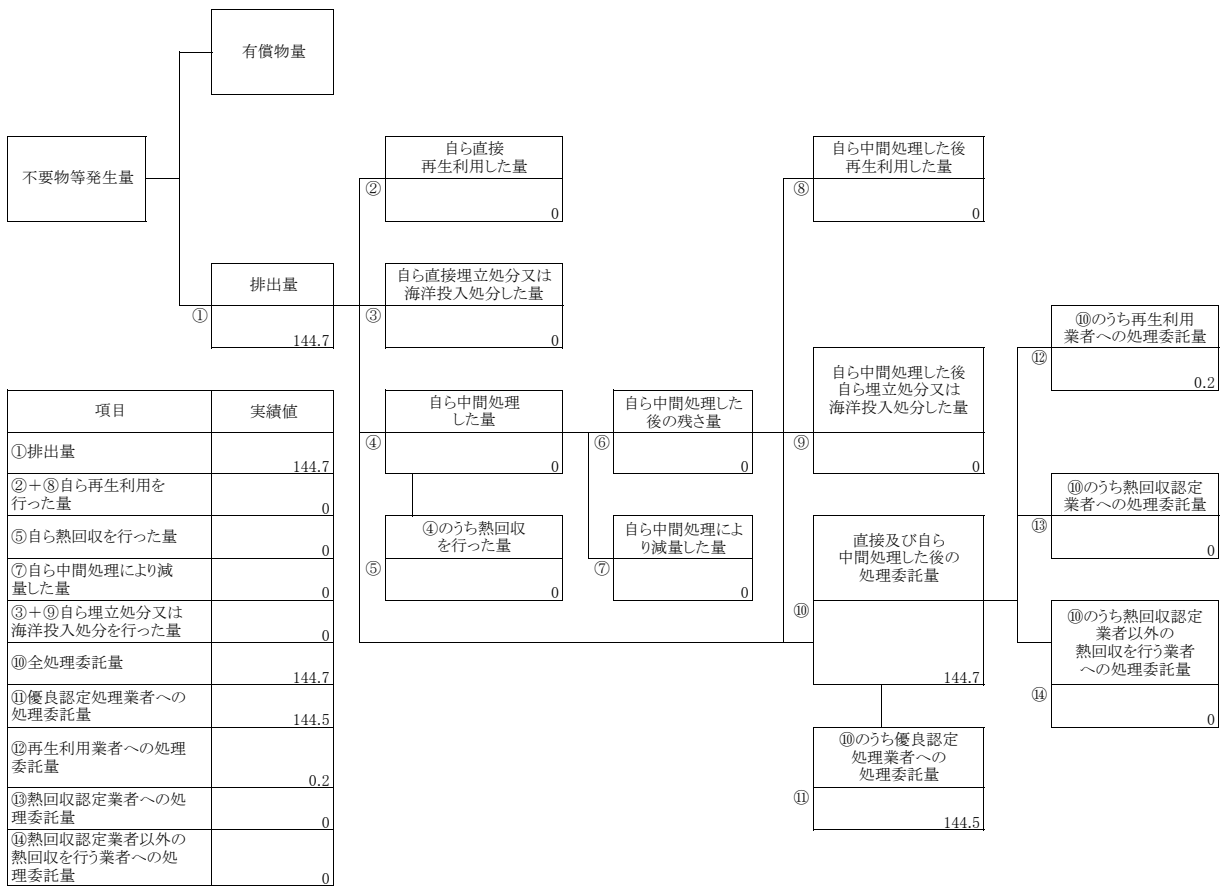 有償物量
不要物等発生量
自ら直接
再生利用した量
②
0
自ら中間処理した後
再生利用した量
⑧
0
排出量
①
144.7
自ら直接埋立処分又は
海洋投入処分した量
③
0
⑩のうち再生利用
業者への処理委託量
⑫
0.2
自ら中間処理
した量
④
0
自ら中間処理した
後の残さ量
⑥
0
自ら中間処理した後
自ら埋立処分又は
海洋投入処分した量
⑨
0
⑩のうち熱回収認定
業者への処理委託量
⑬
0
④のうち熱回収
を行った量
⑤
0
自ら中間処理によ
り減量した量
⑦
0
直接及び自ら
中間処理した後の
処理委託量
⑩
144.7
⑩のうち熱回収認定
業者以外の
熱回収を行う業者
への処理委託量
⑭
0
⑩のうち優良認定
処理業者への
処理委託量
⑪
144.5
項目 実績値
①排出量
144.7
②＋⑧自ら再生利用を
行った量
0
⑤自ら熱回収を行った量
0
⑦自ら中間処理により減
量した量
0
③＋⑨自ら埋立処分又は
海洋投入処分を行った量
0
⑩全処理委託量
144.7
⑪優良認定処理業者への
処理委託量
144.5
⑫再生利用業者への処理
委託量
0.2
⑬熱回収認定業者への処
理委託量
0
⑭熱回収認定業者以外の
熱回収を行う業者への処
理委託量
0